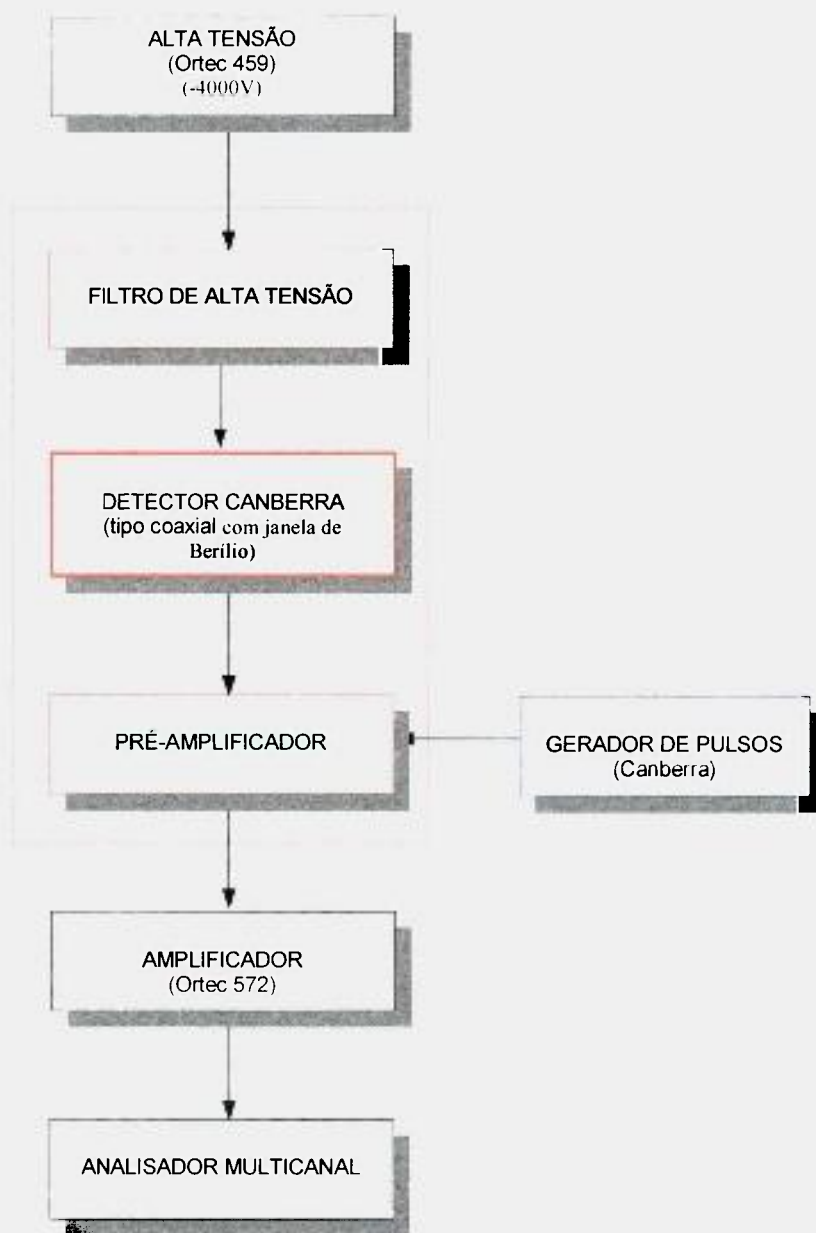 ALTA TENSÃO
(Ortec 459)
(-4000V)
FILTRO DE ALTA TENSÃO
DETECTOR CANBERRA
(tipo coaxial com janela de
Berílio)
PRÉ-AMPLIFICADOR
GERADOR DE PULSOS
(Canberra)
AMPLIFICADOR
(Ortec 572)
ANALISADOR MULTICANAL